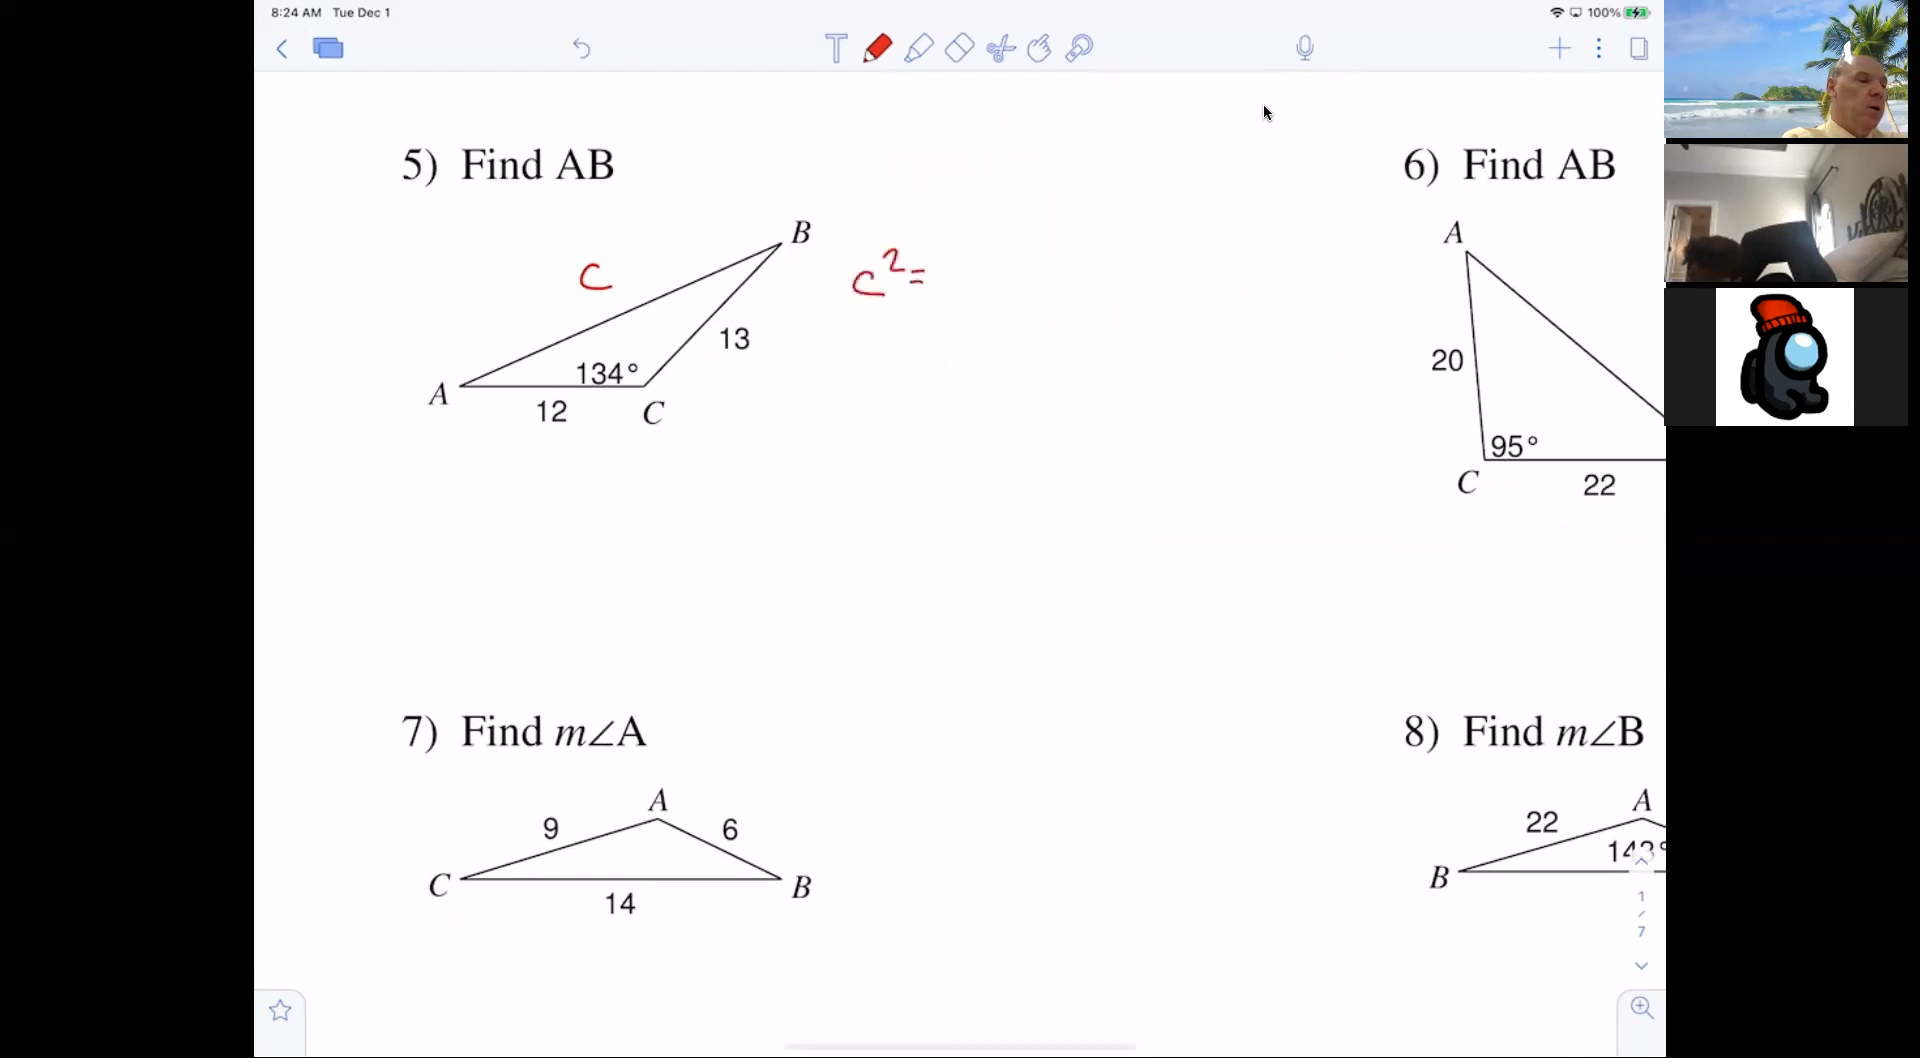 8:24 AM Tue Dec 1
100%
5) Find AB
6) Find AB
B
c
c²=
A
13
134°
20
A
12
C
95°
C
22
7) Find m∠A
8) Find m∠B
A
A
9
6
22
143°
C
B
B
14
1
/
7